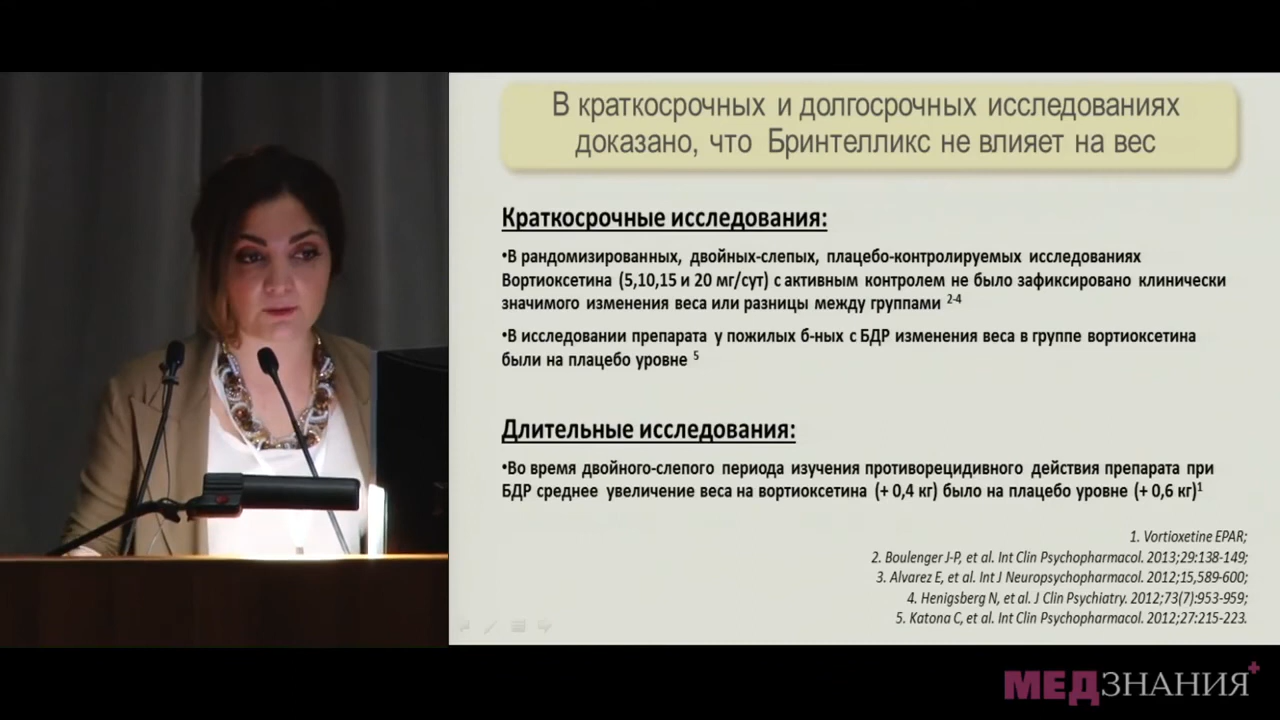 В краткосрочных и долгосрочных исследованиях
доказано, что Бринтелликс не влияет на вес
Краткосрочные исследования:
•В рандомизированных, двойных-слепых, плацебо-контролируемых исследованиях
Вортиоксетина (5,10,15 и 20 мг/сут) с активным контролем не было зафиксировано клинически
значимого изменения веса или разницы между группами 2-4
•В исследовании препарата у пожилых б-ных с БДР изменения веса в группе вортиоксетина
были на плацебо уровне 5
Длительные исследования:
•Во время двойного-слепого периода изучения противорецидивного действия препарата при
БДР среднее увеличение веса на вортиоксетина (+ 0,4 кг) было на плацебо уровне (+ 0,6 кг)1
1. Vortioxetine EPAR;
2. Boulenger J-P, et al. Int Clin Psychopharmacol. 2013;29:138-149;
3. Alvarez E, et al. Int J Neuropsychopharmacol. 2012;15,589-600;
4. Henigsberg N, et al. J Clin Psychiatry. 2012;73(7):953-959;
5. Katona C, et al. Int Clin Psychopharmacol. 2012;27:215-223.
МЕДЗНАНИЯ+